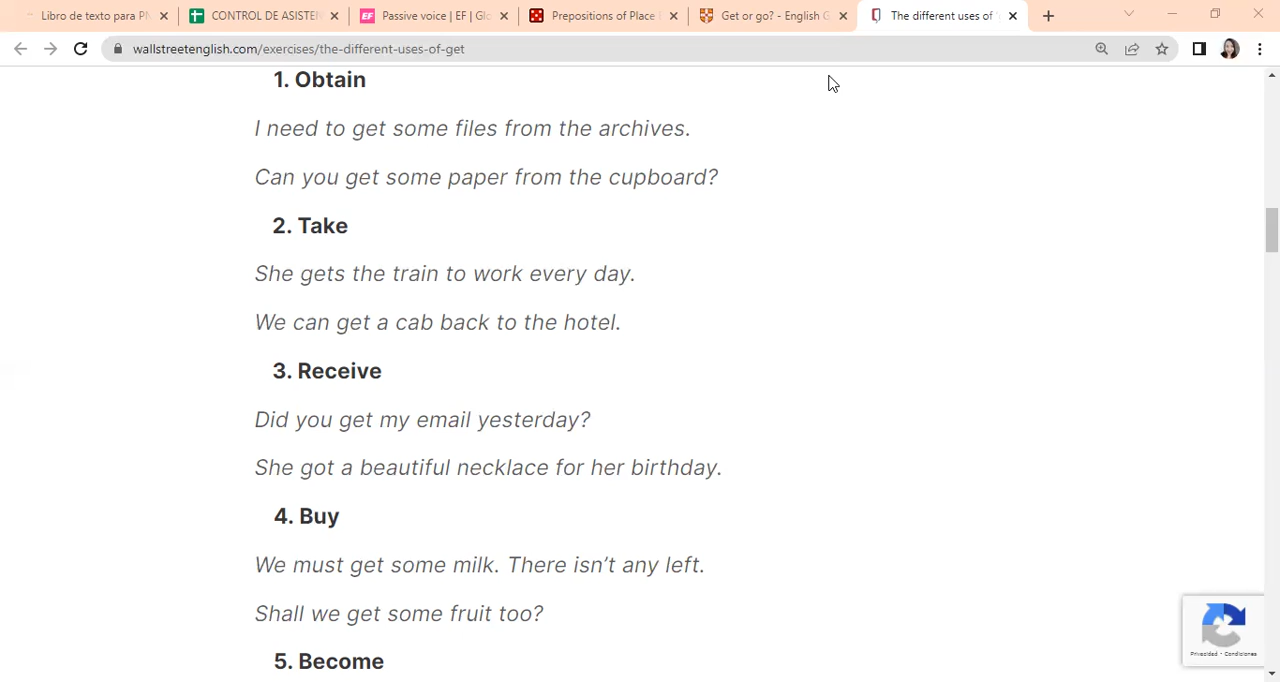 Libro de texto para PN
CONTROL DE ASISTEN
EF Passive voice | EF | Glo
Prepositions of Place
Get or go? - English G
The different uses of
wallstreetenglish.com/exercises/the-different-uses-of-get
1. Obtain
I need to get some files from the archives.
Can you get some paper from the cupboard?
2. Take
She gets the train to work every day.
We can get a cab back to the hotel.
3. Receive
Did you get my email yesterday?
She got a beautiful necklace for her birthday.
4. Buy
We must get some milk. There isn’t any left.
Shall we get some fruit too?
5. Become
Privacidad - Condiciones